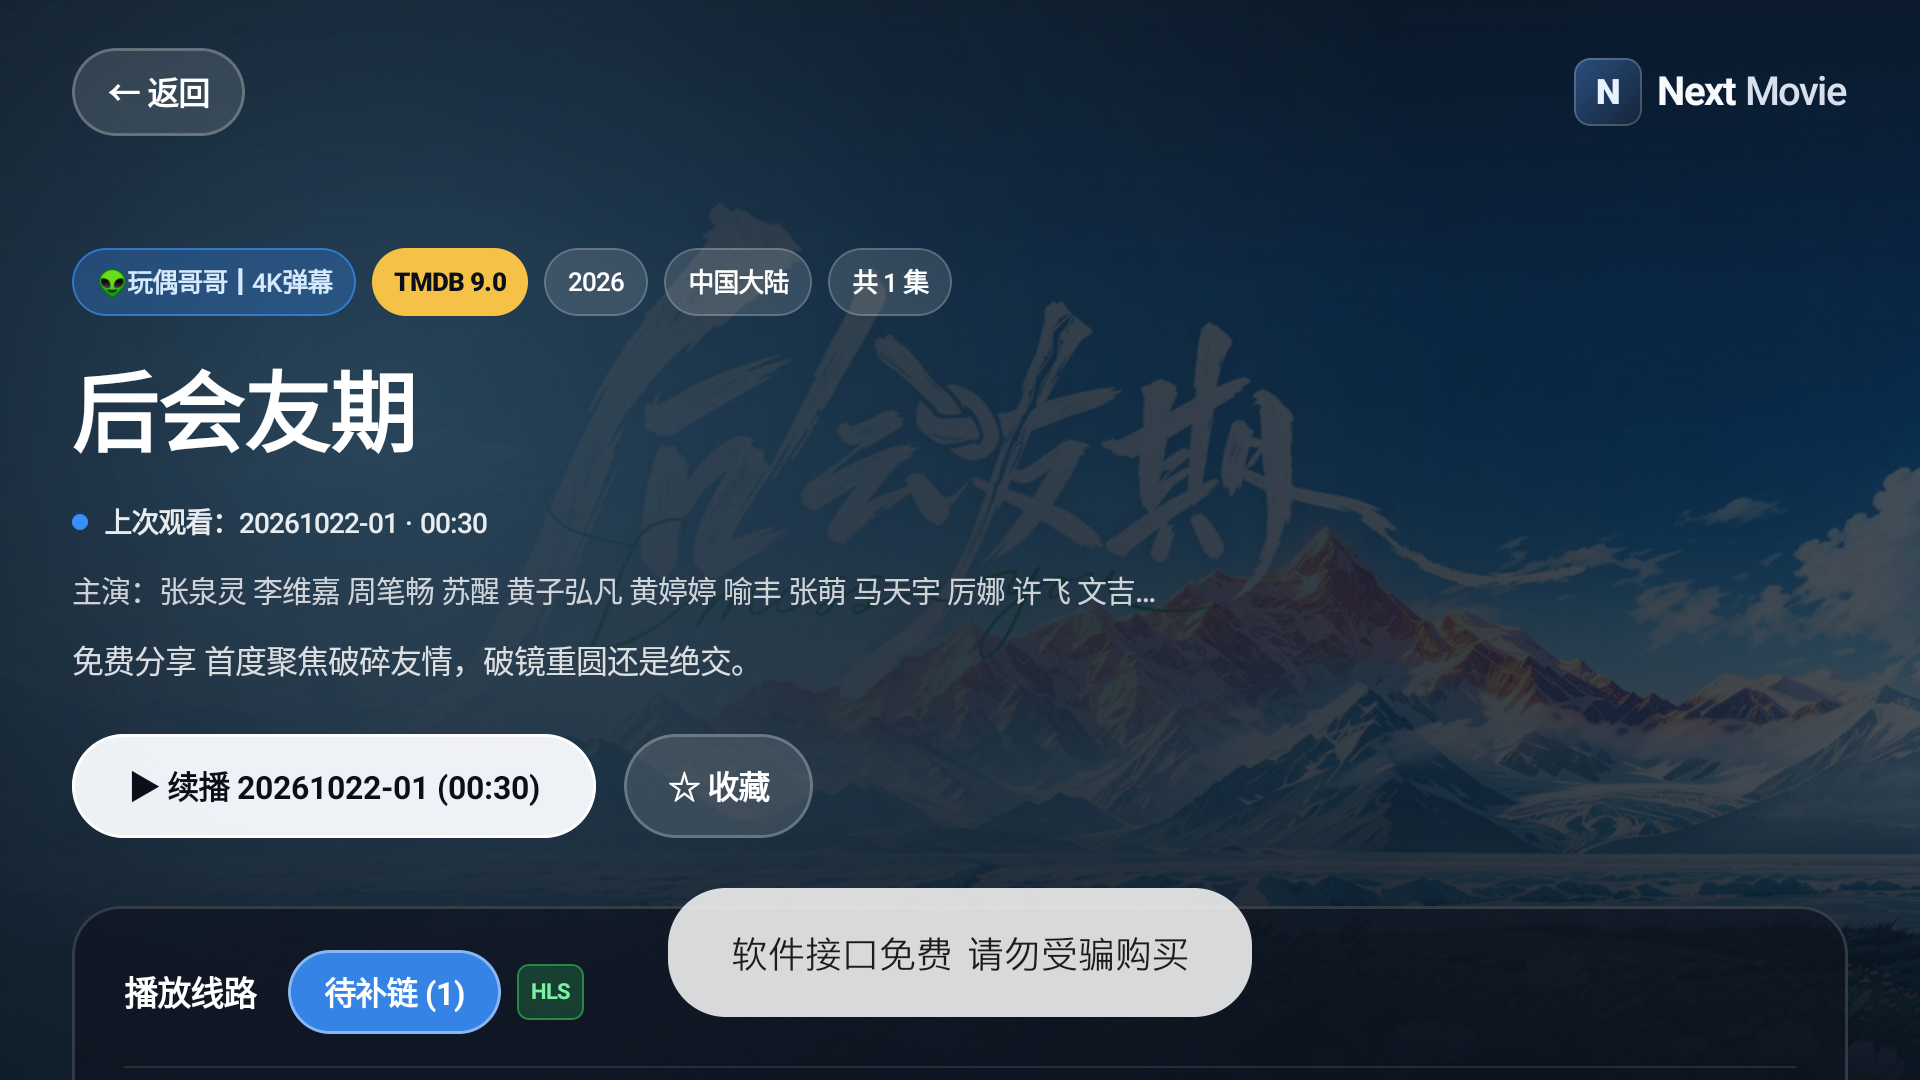 ← 返回
N Next Movie
👽玩偶哥哥┃4K弹幕 TMDB 9.0 2026 中国大陆 共 1 集
后会友期
后会友期
上次观看：20261022-01 · 00:30
主演：张泉灵 李维嘉 周笔畅 苏醒 黄子弘凡 黄婷婷 喻丰 张萌 马天宇 厉娜 许飞 文吉...
免费分享 首度聚焦破碎友情，破镜重圆还是绝交。
▶ 续播 20261022-01 (00:30) ☆ 收藏
软件接口免费 请勿受骗购买
播放线路 待补链 (1) HLS